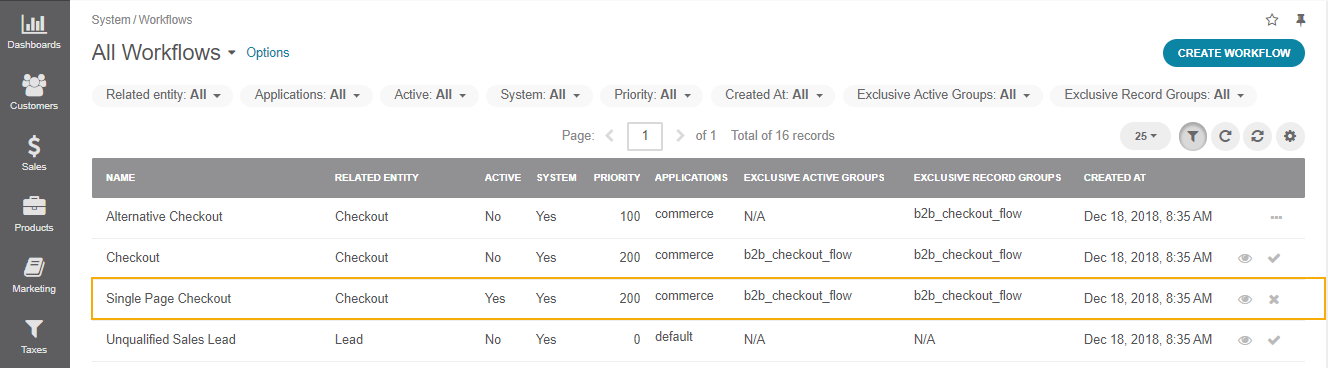 Dashboards
Customers
Sales
Products
Marketing
Taxes
System / Workflows
All Workflows Options
CREATE WORKFLOW
Related entity: All Applications: All Active: All System: All Priority: All Created At: All Exclusive Active Groups: All Exclusive Record Groups: All
Page: 1 of 1 Total of 16 records 25
NAME RELATED ENTITY ACTIVE SYSTEM PRIORITY APPLICATIONS EXCLUSIVE ACTIVE GROUPS EXCLUSIVE RECORD GROUPS CREATED AT
Alternative Checkout Checkout No Yes 100 commerce N/A b2b_checkout_flow Dec 18, 2018, 8:35 AM
Checkout Checkout No Yes 200 commerce b2b_checkout_flow b2b_checkout_flow Dec 18, 2018, 8:35 AM
Single Page Checkout Checkout Yes Yes 200 commerce b2b_checkout_flow b2b_checkout_flow Dec 18, 2018, 8:35 AM
Unqualified Sales Lead Lead No Yes 0 default N/A N/A Dec 18, 2018, 8:35 AM